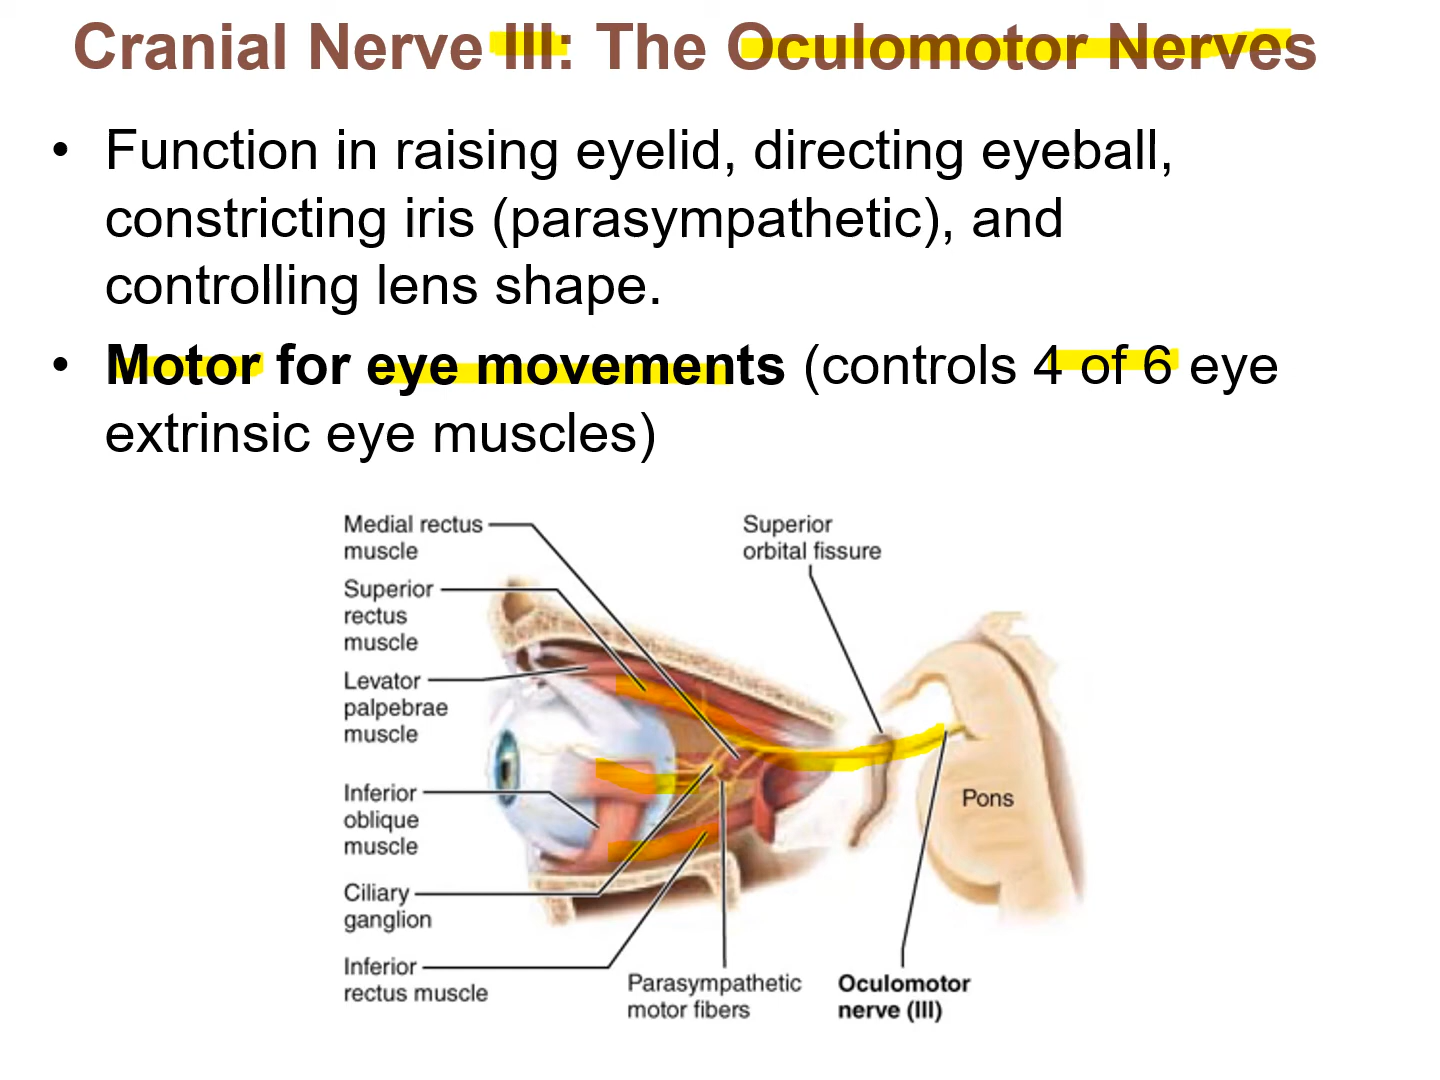 Cranial Nerve III: The Oculomotor Nerves
• Function in raising eyelid, directing eyeball,
constricting iris (parasympathetic), and
controlling lens shape.
• Motor for eye movements (controls 4 of 6 eye
extrinsic eye muscles)
Medial rectus
muscle
Superior
rectus
muscle
Levator
palpebrae
muscle
Inferior
oblique
muscle
Ciliary
ganglion
Inferior
rectus muscle
Superior
orbital fissure
Pons
Parasympathetic
motor fibers
Oculomotor
nerve (III)